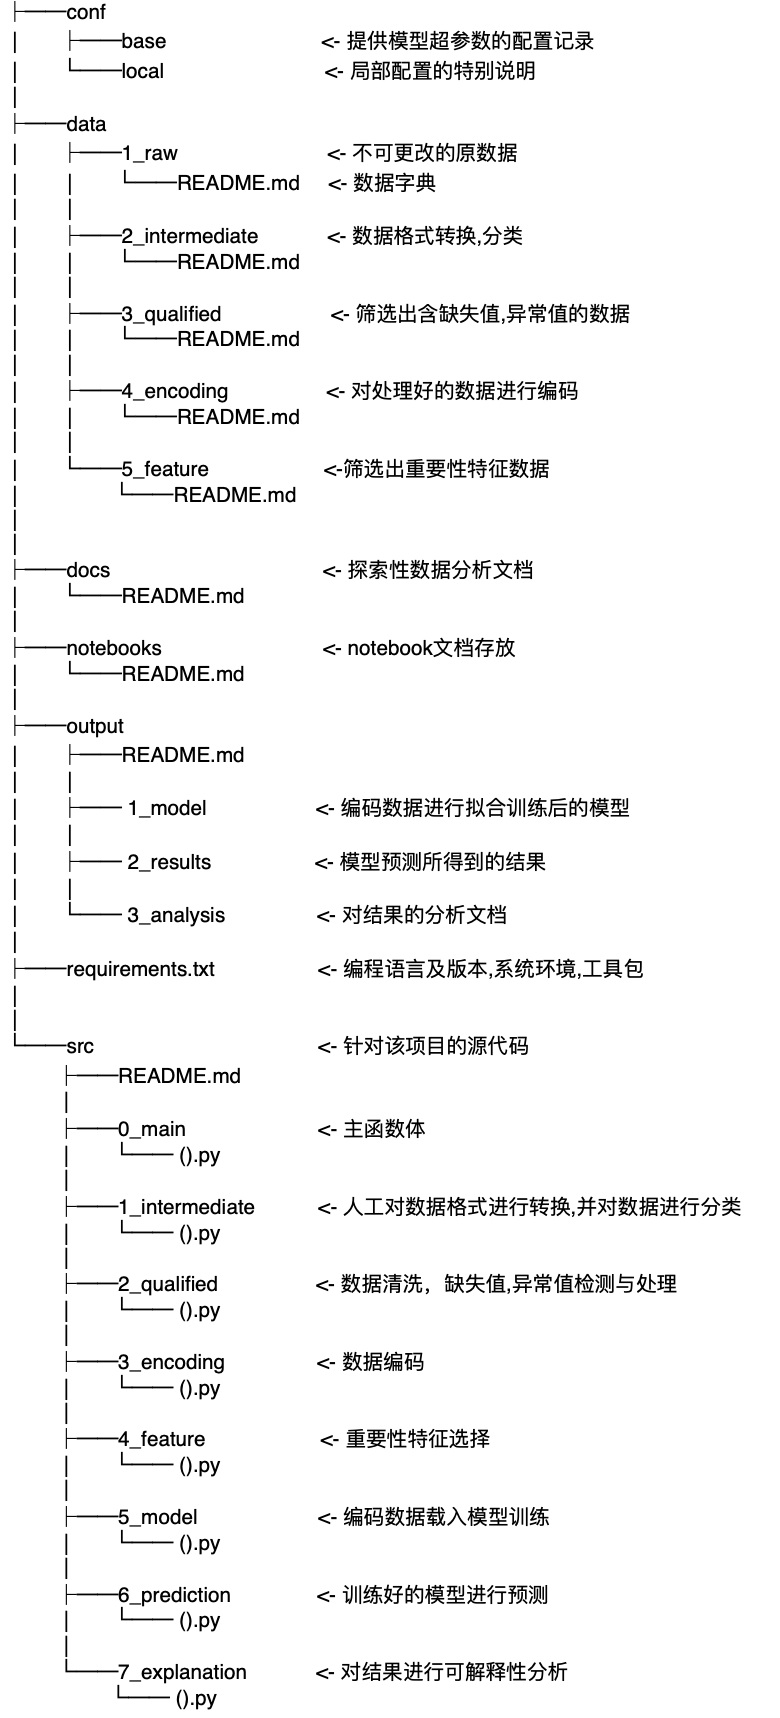 ├───conf
├───base <- 提供模型超参数的配置记录
└───local <- 局部配置的特别说明
├───data
├───1_raw <- 不可更改的原数据
└───README.md <- 数据字典
├───2_intermediate <- 数据格式转换,分类
└───README.md
├───3_qualified <- 筛选出含缺失值,异常值的数据
└───README.md
├───4_encoding <- 对处理好的数据进行编码
└───README.md
└───5_feature <-筛选出重要性特征数据
└───README.md
├───docs <- 探索性数据分析文档
└───README.md
├───notebooks <- notebook文档存放
└───README.md
├───output
├───README.md
├─── 1_model <- 编码数据进行拟合训练后的模型
├─── 2_results <- 模型预测所得到的结果
└─── 3_analysis <- 对结果的分析文档
├───requirements.txt <- 编程语言及版本,系统环境,工具包
└───src <- 针对该项目的源代码
├───README.md
├───0_main <- 主函数体
└─── ().py
├───1_intermediate <- 人工对数据格式进行转换,并对数据进行分类
└─── ().py
├───2_qualified <- 数据清洗，缺失值,异常值检测与处理
└─── ().py
├───3_encoding <- 数据编码
└─── ().py
├───4_feature <- 重要性特征选择
└─── ().py
├───5_model <- 编码数据载入模型训练
└─── ().py
├───6_prediction <- 训练好的模型进行预测
└─── ().py
└───7_explanation <- 对结果进行可解释性分析
└─── ().py